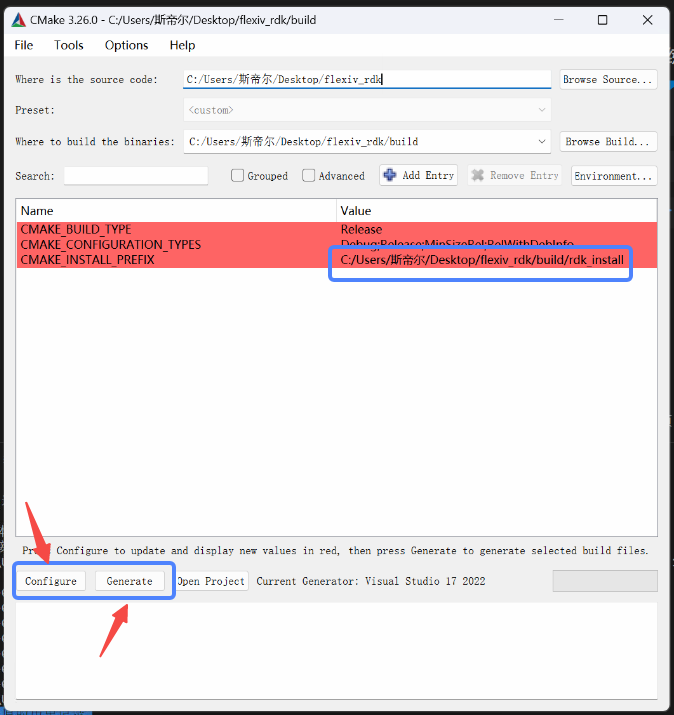 CMake 3.26.0 - C:/Users/斯帝尔/Desktop/flexiv_rdk/build
File Tools Options Help
Where is the source code: C:/Users/斯帝尔/Desktop/flexiv_rdk Browse Source...
Preset: <custom>
Where to build the binaries: C:/Users/斯帝尔/Desktop/flexiv_rdk/build Browse Build...
Search: Grouped Advanced Add Entry Remove Entry Environment...
Name Value
CMAKE_BUILD_TYPE Release
CMAKE_CONFIGURATION_TYPES Debug;Release;MinSizeRel;RelWithDebInfo
CMAKE_INSTALL_PREFIX C:/Users/斯帝尔/Desktop/flexiv_rdk/build/rdk_install
Press Configure to update and display new values in red, then press Generate to generate selected build files.
Configure Generate Open Project Current Generator: Visual Studio 17 2022